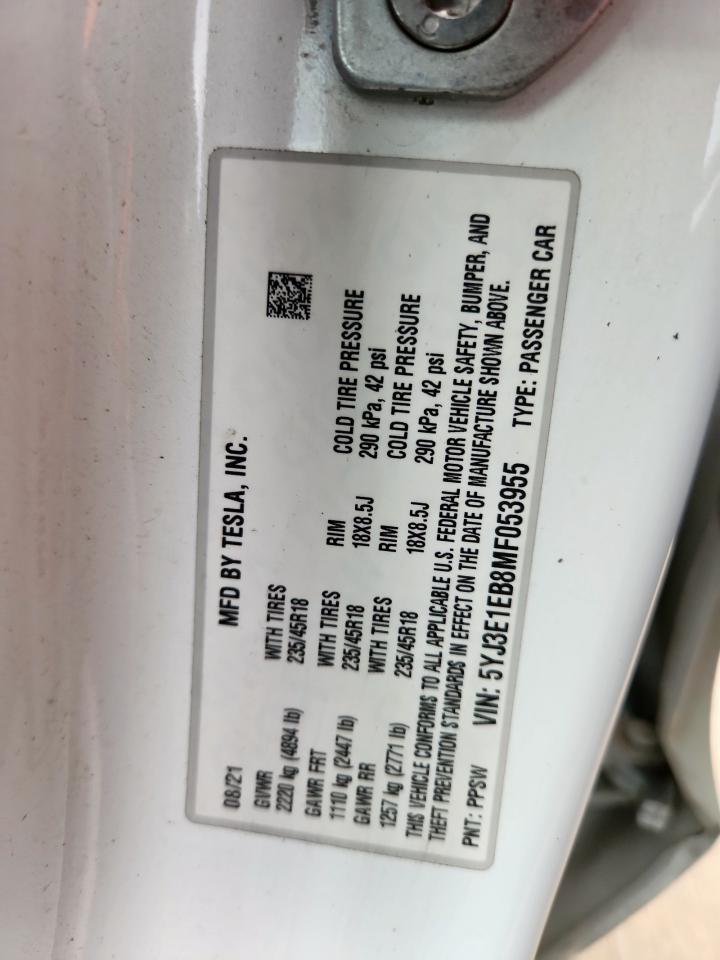 MFD BY TESLA, INC.
08/21
GVWR WITH TIRES
2220 kg (4894 lb) 235/45R18
GAWR FRT WITH TIRES RIM COLD TIRE PRESSURE
1110 kg (2447 lb) 235/45R18 18X8.5J 290 kPa, 42 psi
GAWR RR WITH TIRES RIM COLD TIRE PRESSURE
1257 kg (2771 lb) 235/45R18 18X8.5J 290 kPa, 42 psi
THIS VEHICLE CONFORMS TO ALL APPLICABLE U.S. FEDERAL MOTOR VEHICLE SAFETY, BUMPER, AND
THEFT PREVENTION STANDARDS IN EFFECT ON THE DATE OF MANUFACTURE SHOWN ABOVE.
PNT: PPSW VIN: 5YJ3E1EB8MF053955 TYPE: PASSENGER CAR